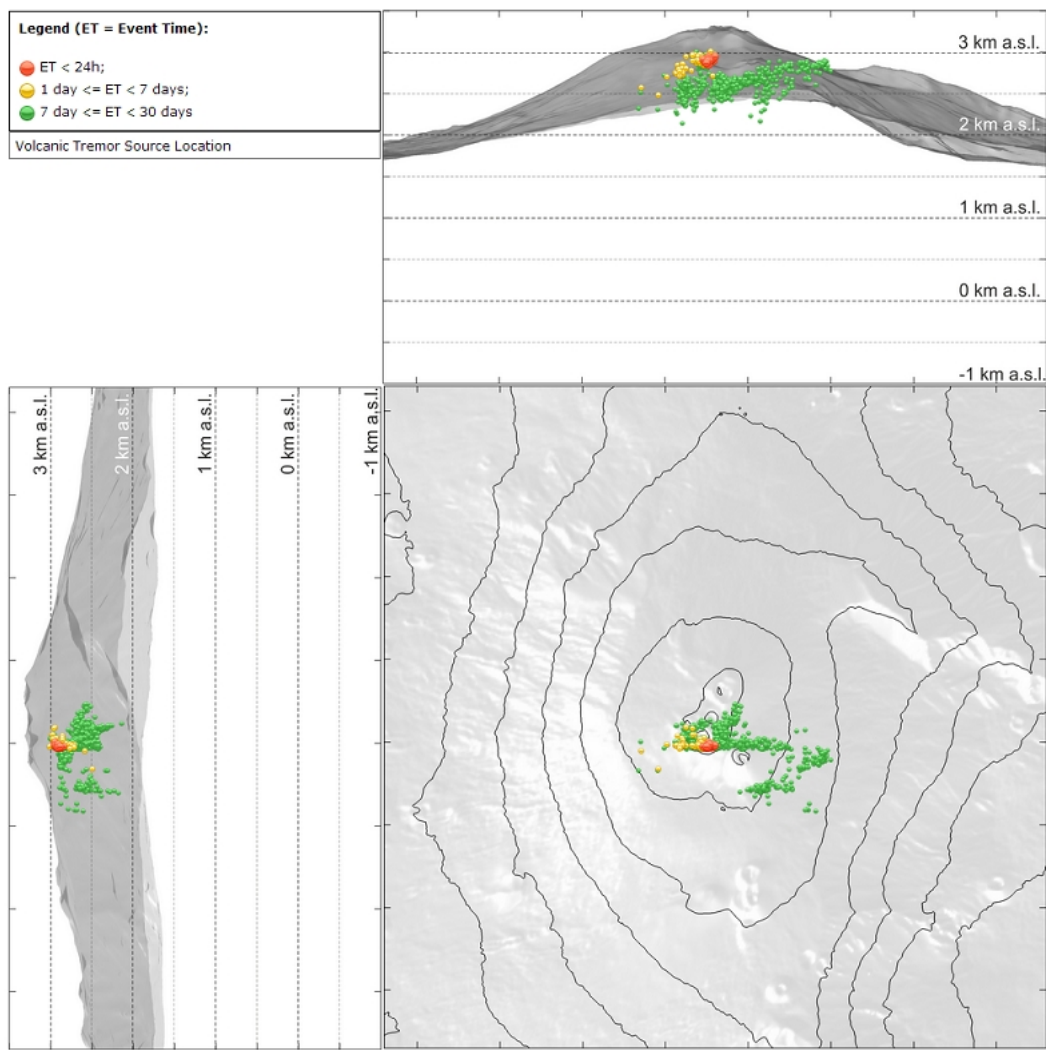 Legend (ET = Event Time):
ET < 24h;
1 day <= ET < 7 days;
7 day <= ET < 30 days
Volcanic Tremor Source Location
3 km a.s.l.
2 km a.s.l.
1 km a.s.l.
0 km a.s.l.
-1 km a.s.l.
3 km a.s.l.
2 km a.s.l.
1 km a.s.l.
0 km a.s.l.
-1 km a.s.l.